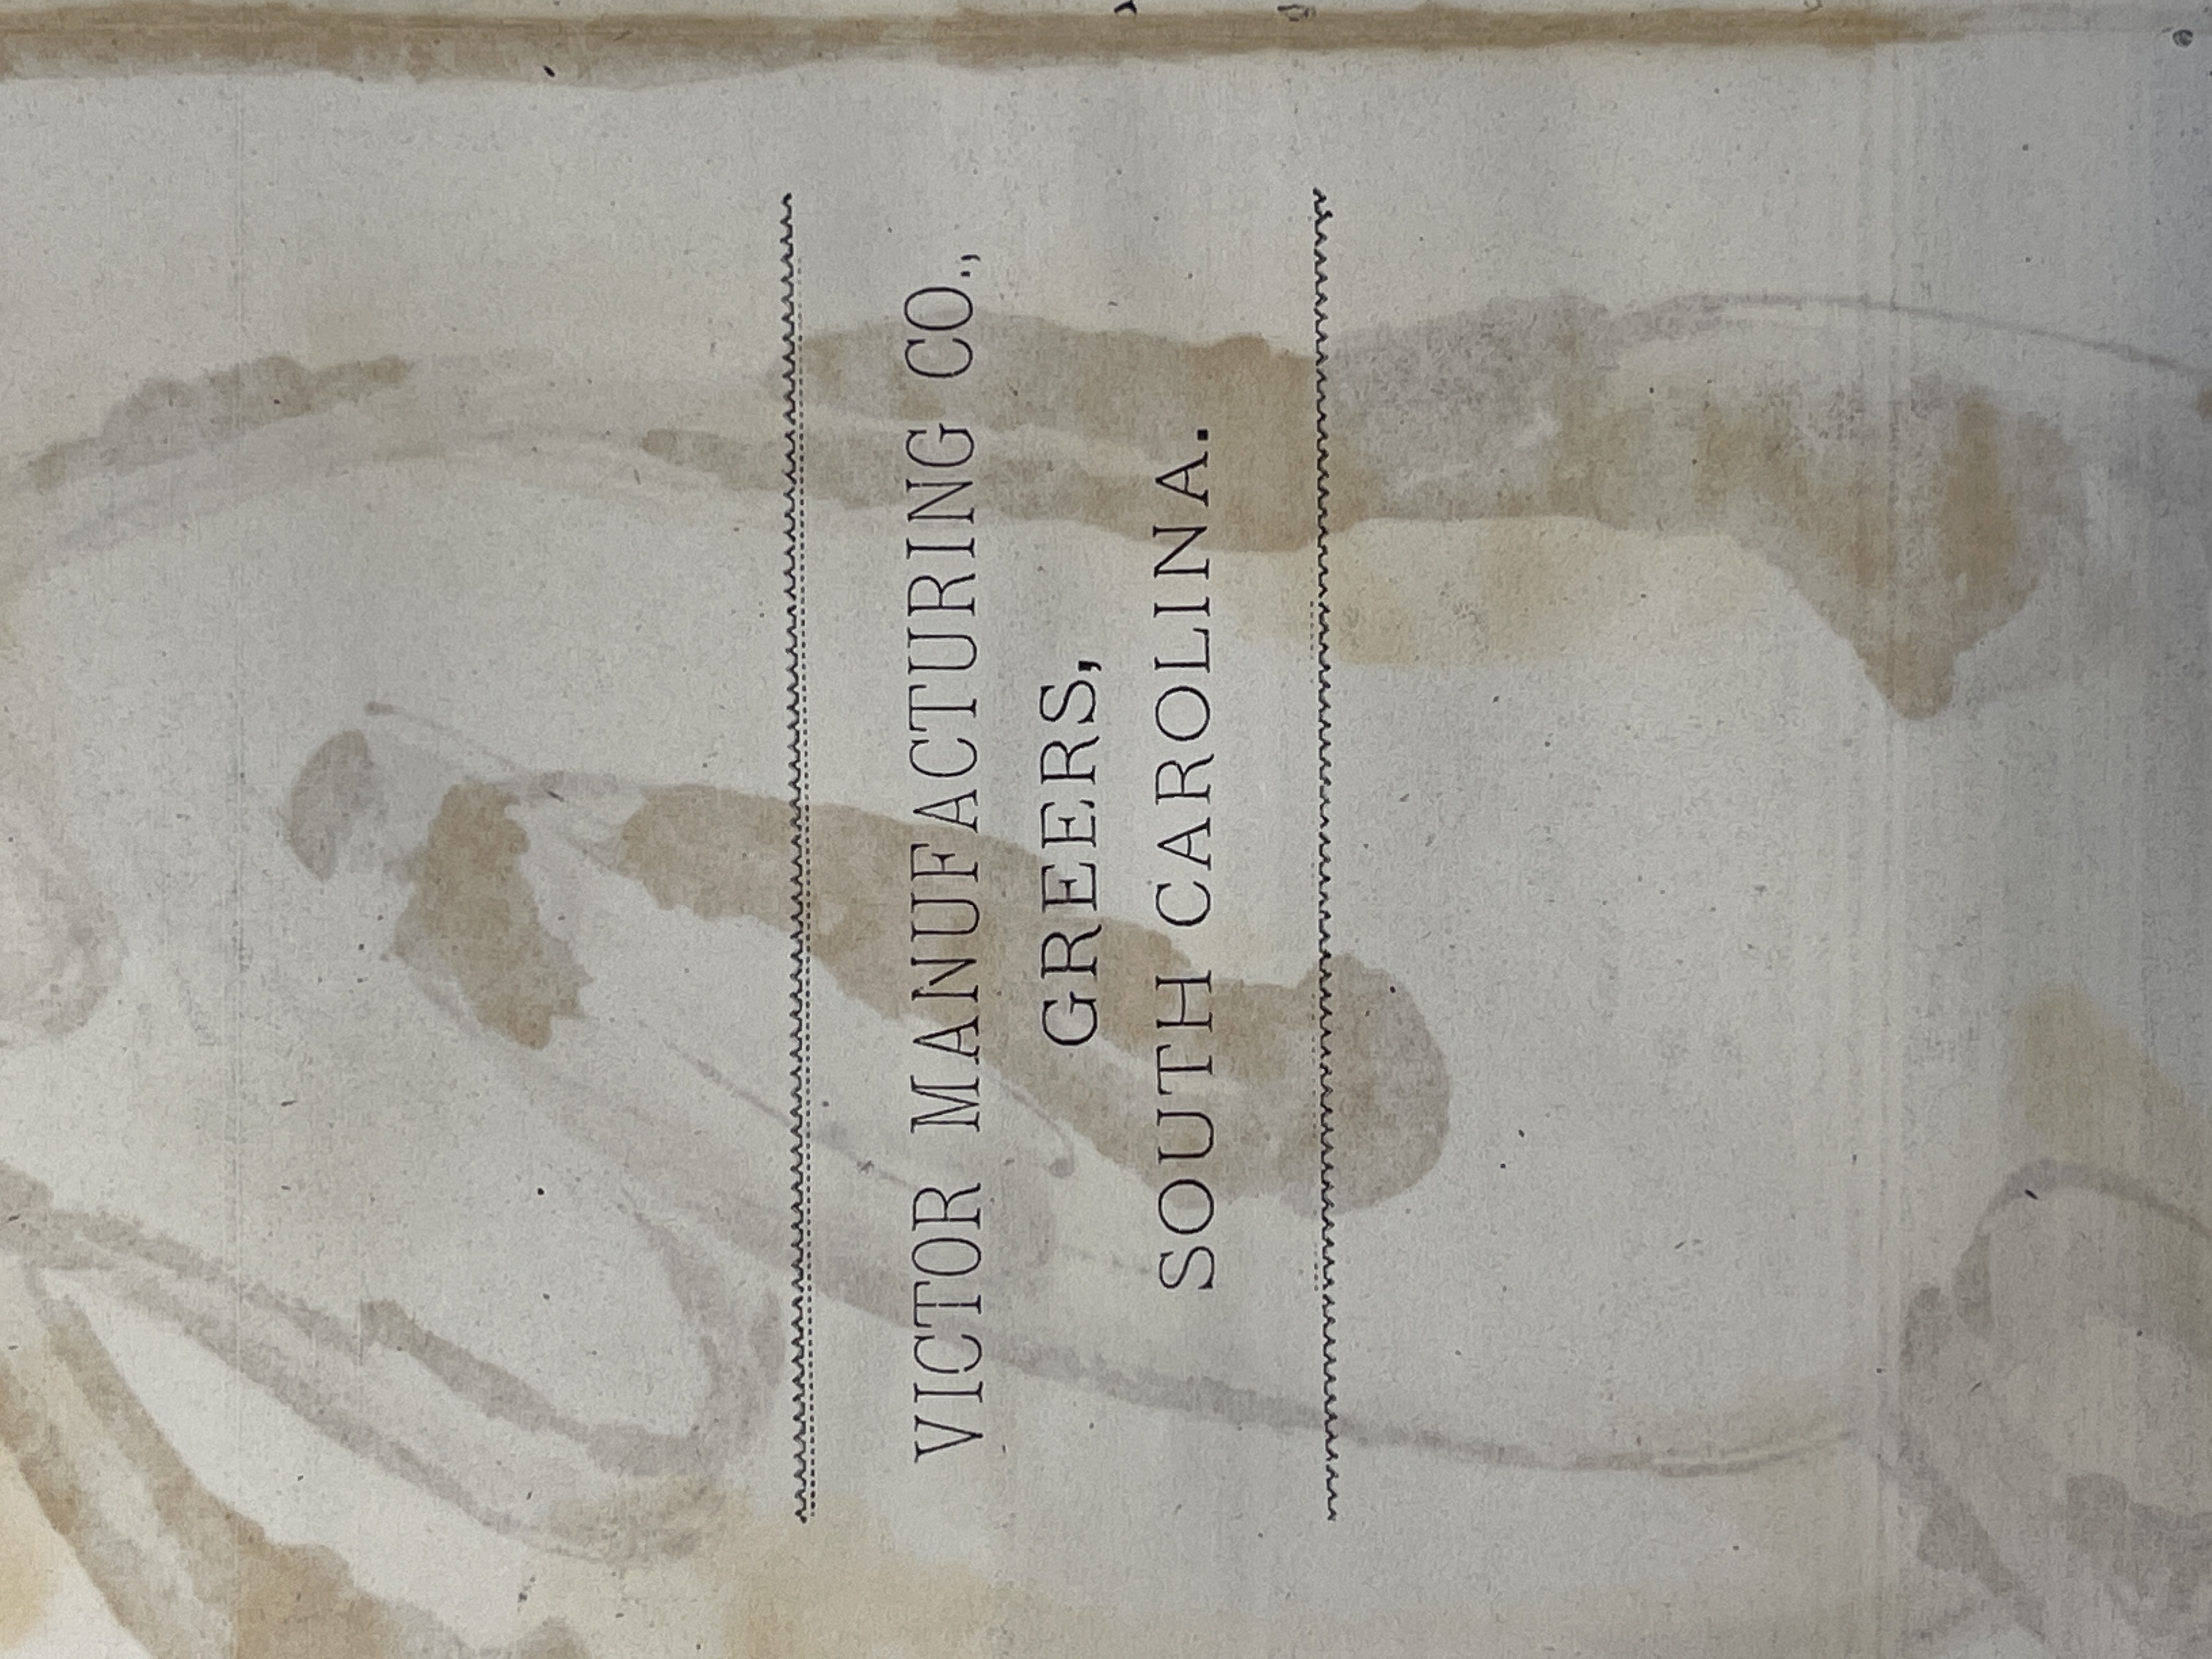 VICTOR MANUFACTURING CO.,
GREERS,
SOUTH CAROLINA.